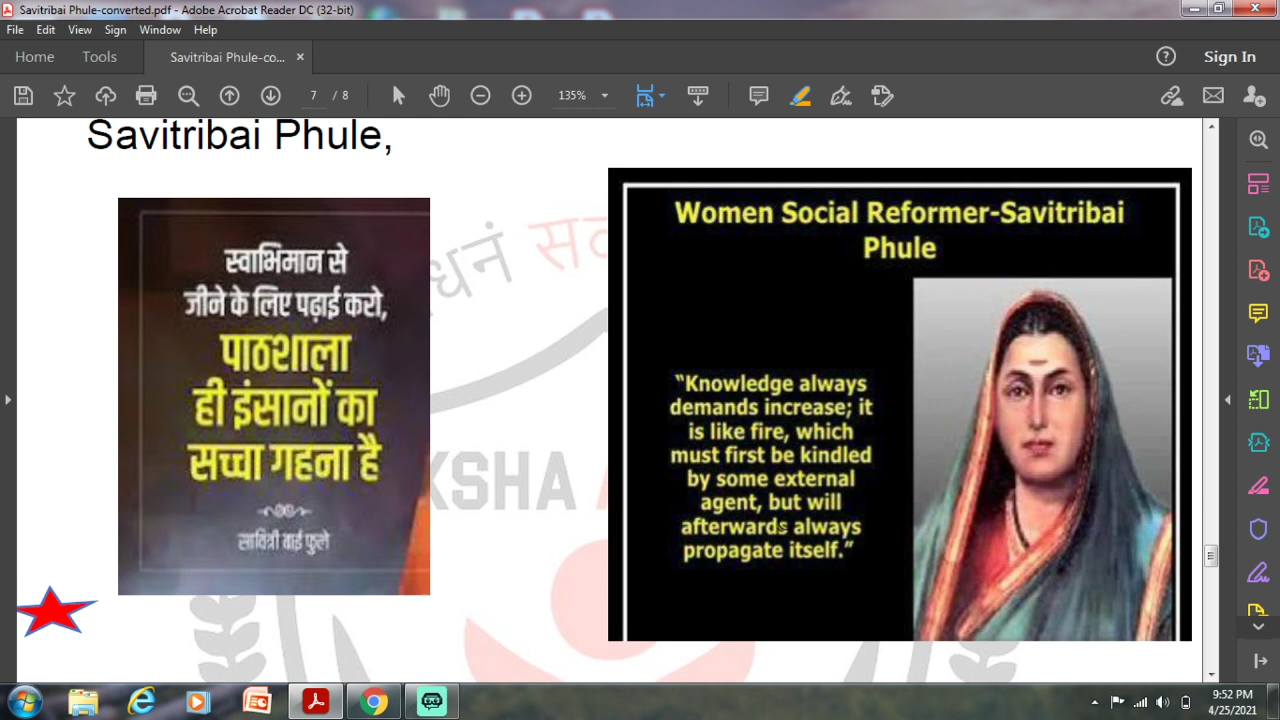 Savitribai Phule-converted.pdf - Adobe Acrobat Reader DC (32-bit)
File Edit View Sign Window Help
Home Tools Savitribai Phule-co... Sign In
7 / 8 135%
Savitribai Phule,
स्वाभिमान से
जीने के लिए पढ़ाई करो,
पाठशाला
ही इंसानों का
सच्चा गहना है
सावित्री बाई फुले
Women Social Reformer-Savitribai
Phule
“Knowledge always
demands increase; it
is like fire, which
must first be kindled
by some external
agent, but will
afterwards always
propagate itself.”
धनं
KSHA
9:52 PM
4/25/2021